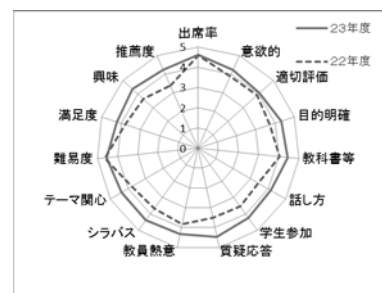 出席率
5
4
3
2
1
0
意欲的
適切評価
目的明確
教科書等
話し方
学生参加
質疑応答
教員熱意
シラバス
テーマ関心
難易度
満足度
興味
推薦度
23年度
22年度